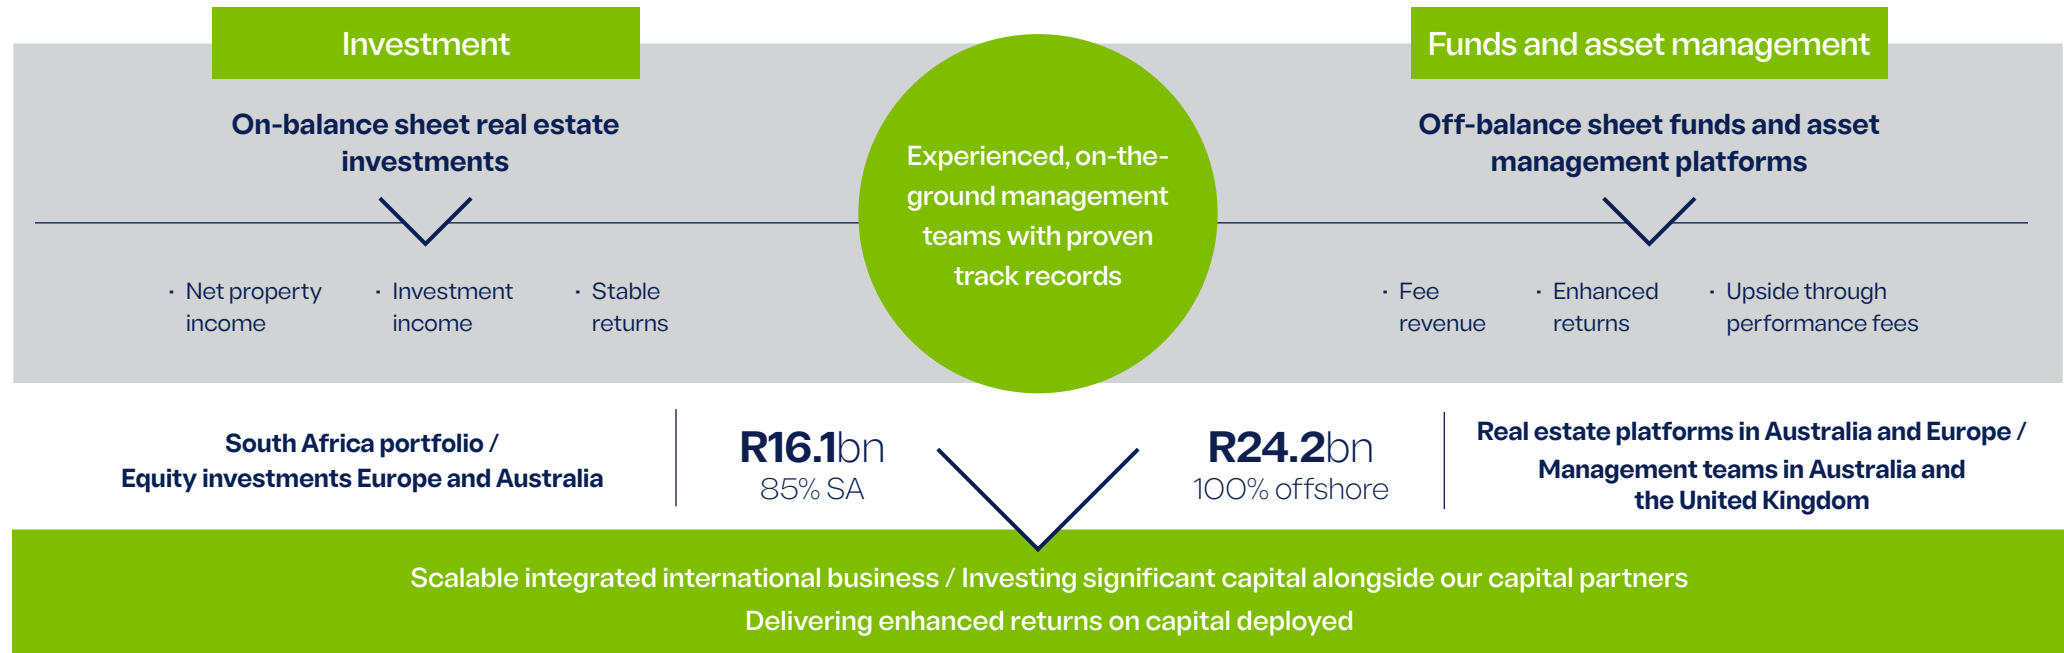 Investment
On-balance sheet real estate
investments
· Net property
income
· Investment
income
· Stable
returns
Experienced, on-the-
ground management
teams with proven
track records
Funds and asset management
Off-balance sheet funds and asset
management platforms
· Fee
revenue
· Enhanced
returns
· Upside through
performance fees
South Africa portfolio /
Equity investments Europe and Australia
R16.1bn
85% SA
R24.2bn
100% offshore
Real estate platforms in Australia and Europe /
Management teams in Australia and
the United Kingdom
Scalable integrated international business / Investing significant capital alongside our capital partners
Delivering enhanced returns on capital deployed